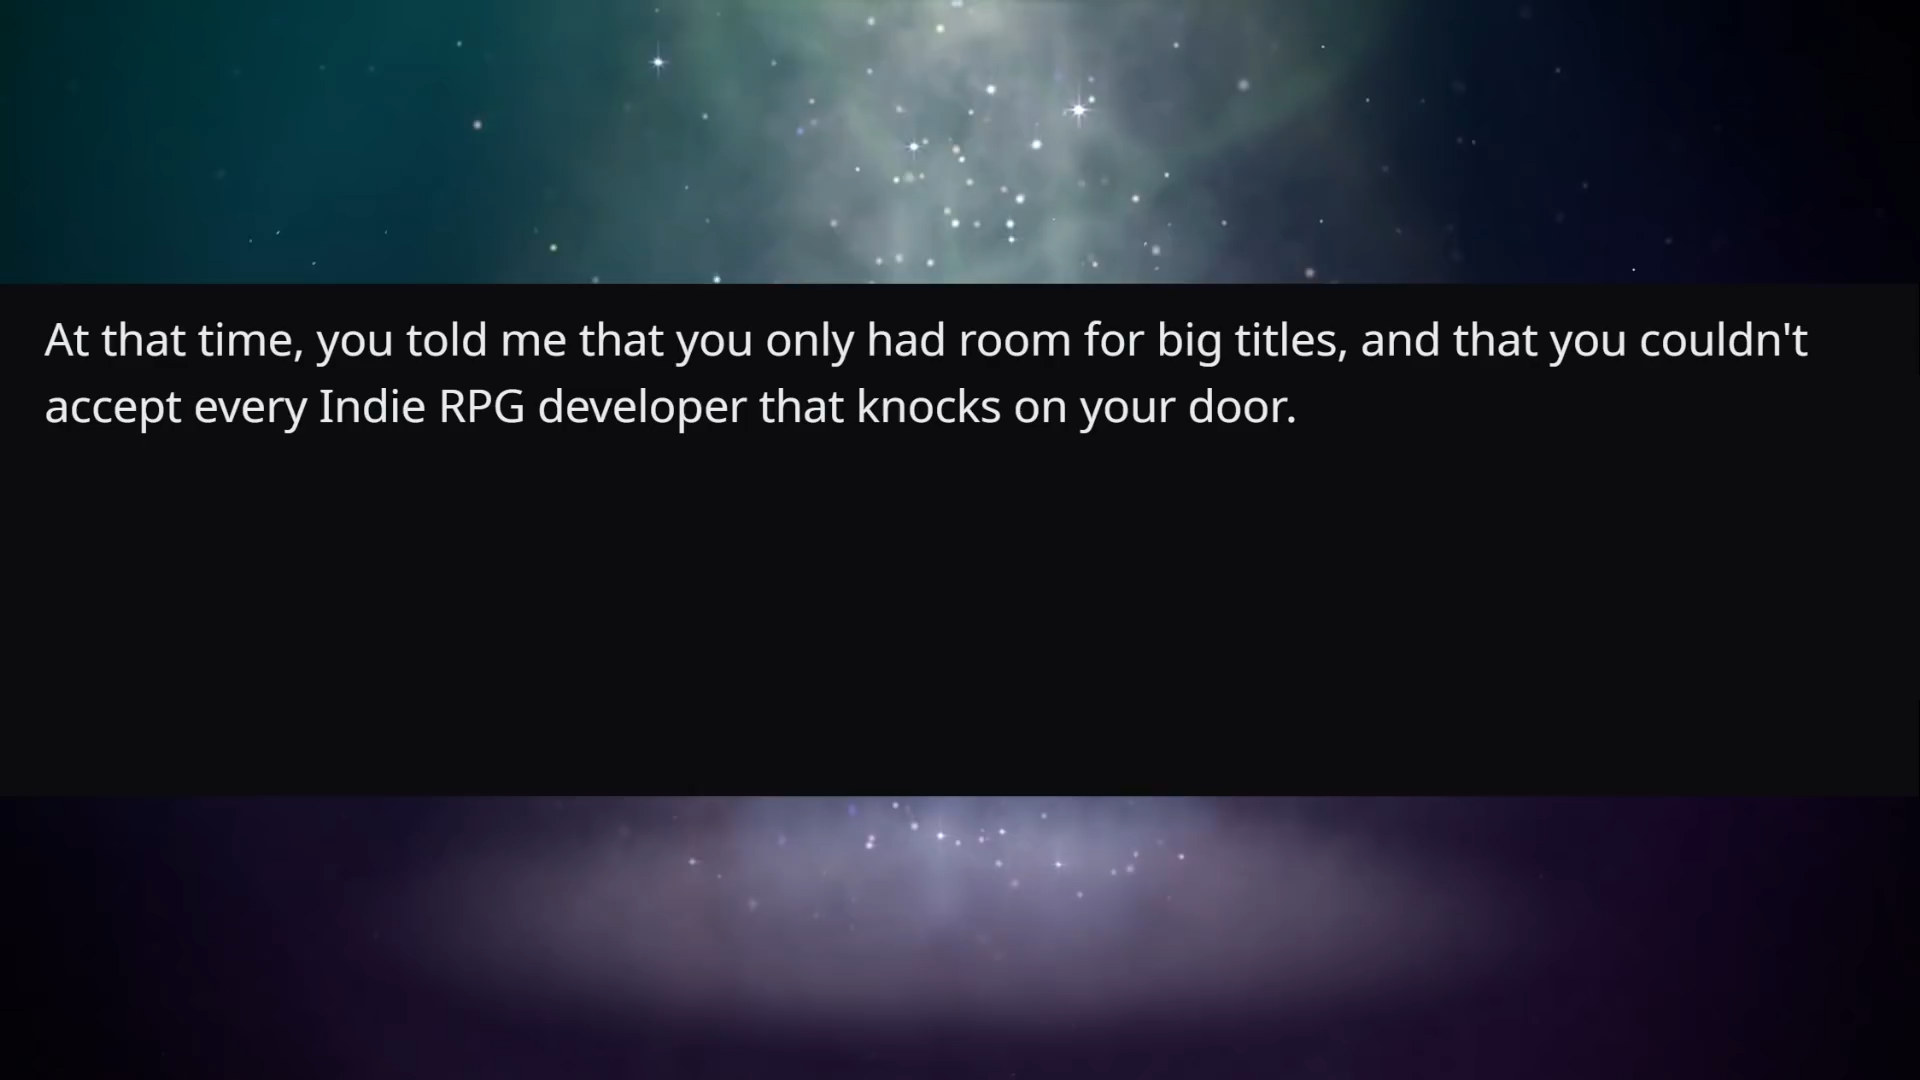 At that time, you told me that you only had room for big titles, and that you couldn't
accept every Indie RPG developer that knocks on your door.